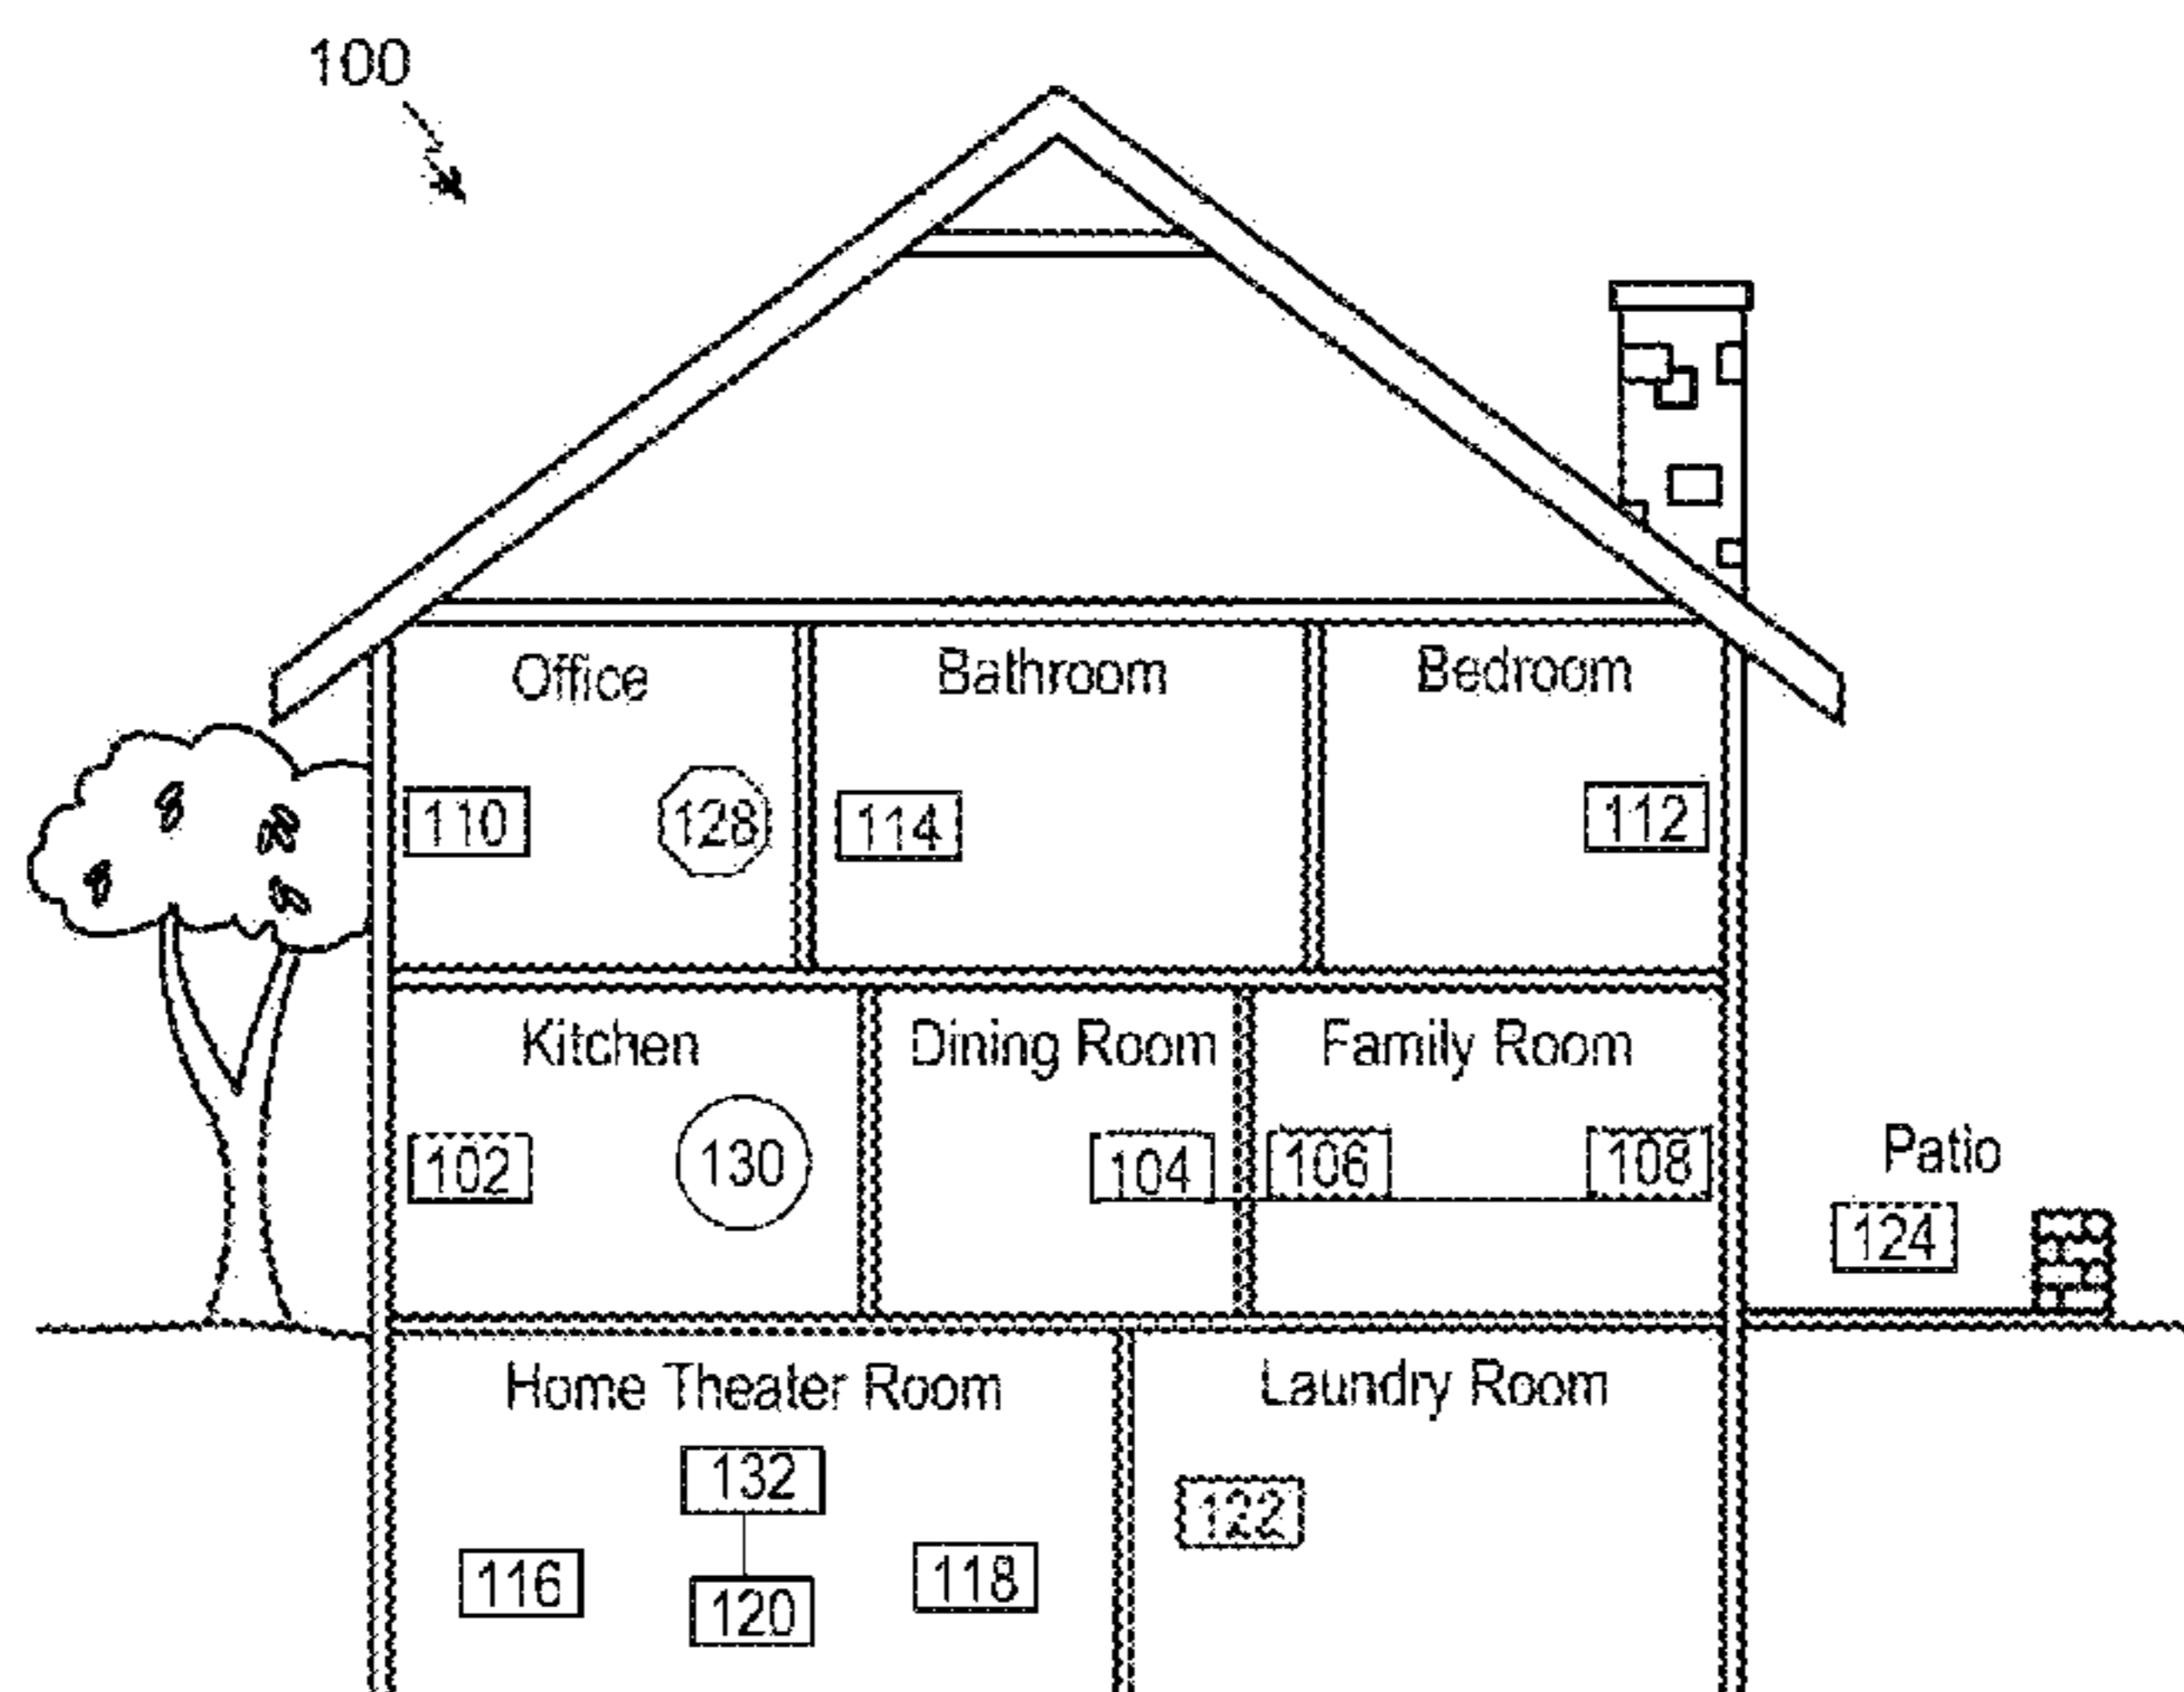 100
Office Bathroom Bedroom
110 128 114 112
Kitchen Dining Room Family Room
102 130 104 106 108 Patio
124
Home Theater Room Laundry Room
132
122
116 118
120